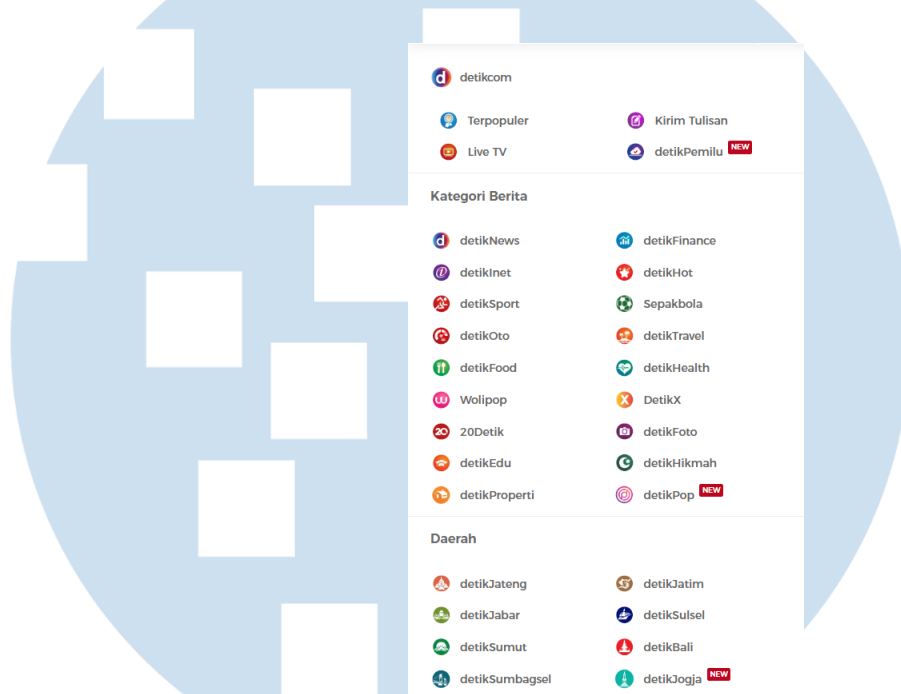 detikcom
Terpopuler Kirim Tulisan
Live TV detikPemilu NEW
Kategori Berita
detikNews detikFinance
detikInet detikHot
detikSport Sepakbola
detikOto detikTravel
detikFood detikHealth
Wolipop DetikX
20Detik detikFoto
detikEdu detikHikmah
detikProperti detikPop NEW
Daerah
detikJateng detikJatim
detikJabar detikSulsel
detikSumut detikBali
detikSumbagsel detikJogja NEW